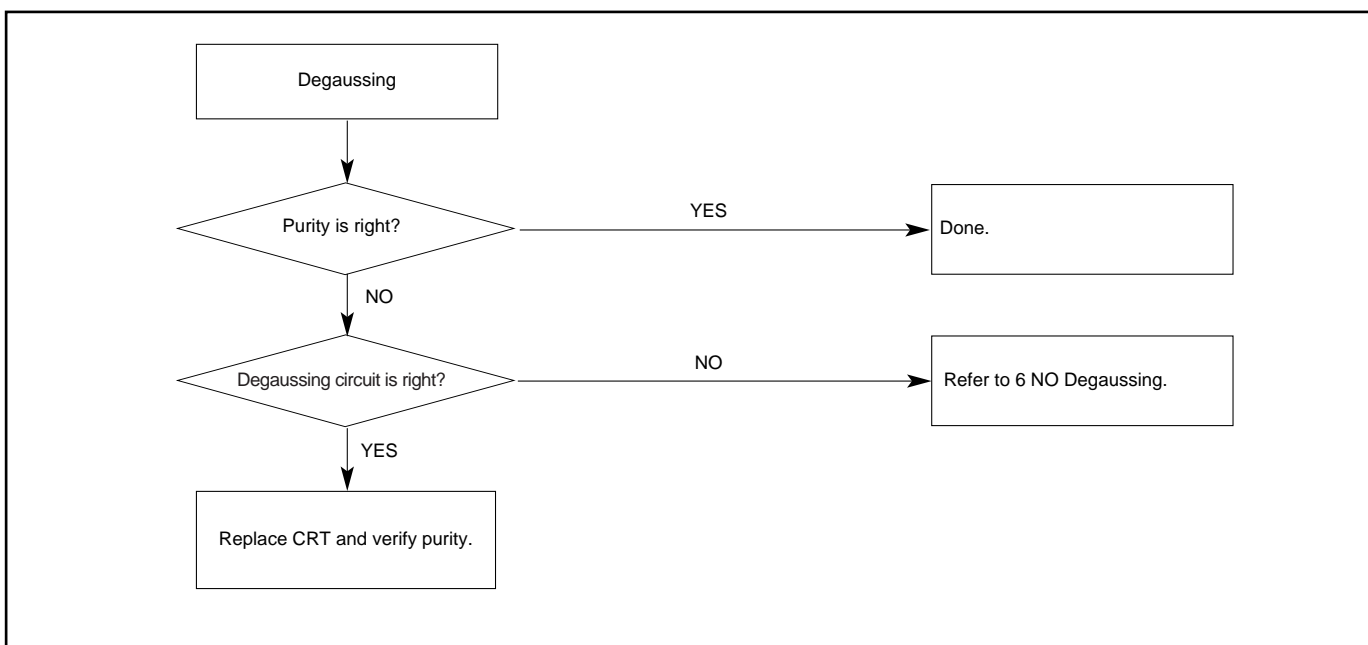 Degaussing
Purity is right?
YES
Done.
NO
Degaussing circuit is right?
NO
Refer to 6 NO Degaussing.
YES
Replace CRT and verify purity.